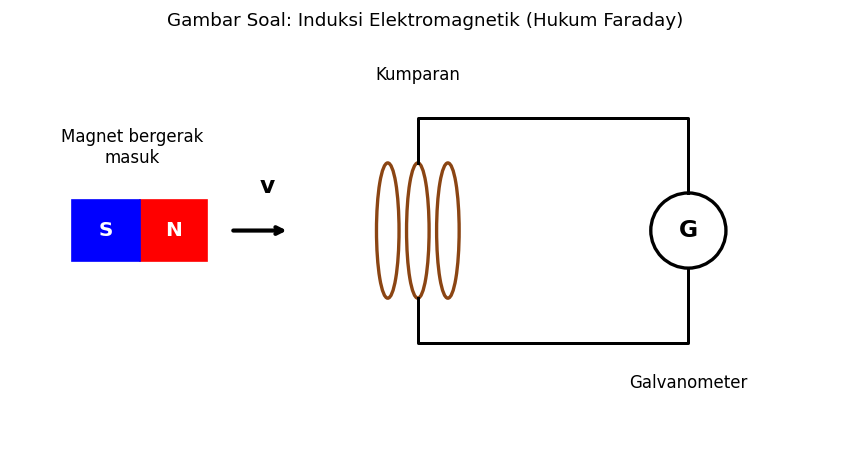 Gambar Soal: Induksi Elektromagnetik (Hukum Faraday)
Kumparan
Magnet bergerak
masuk
v
S N
G
Galvanometer